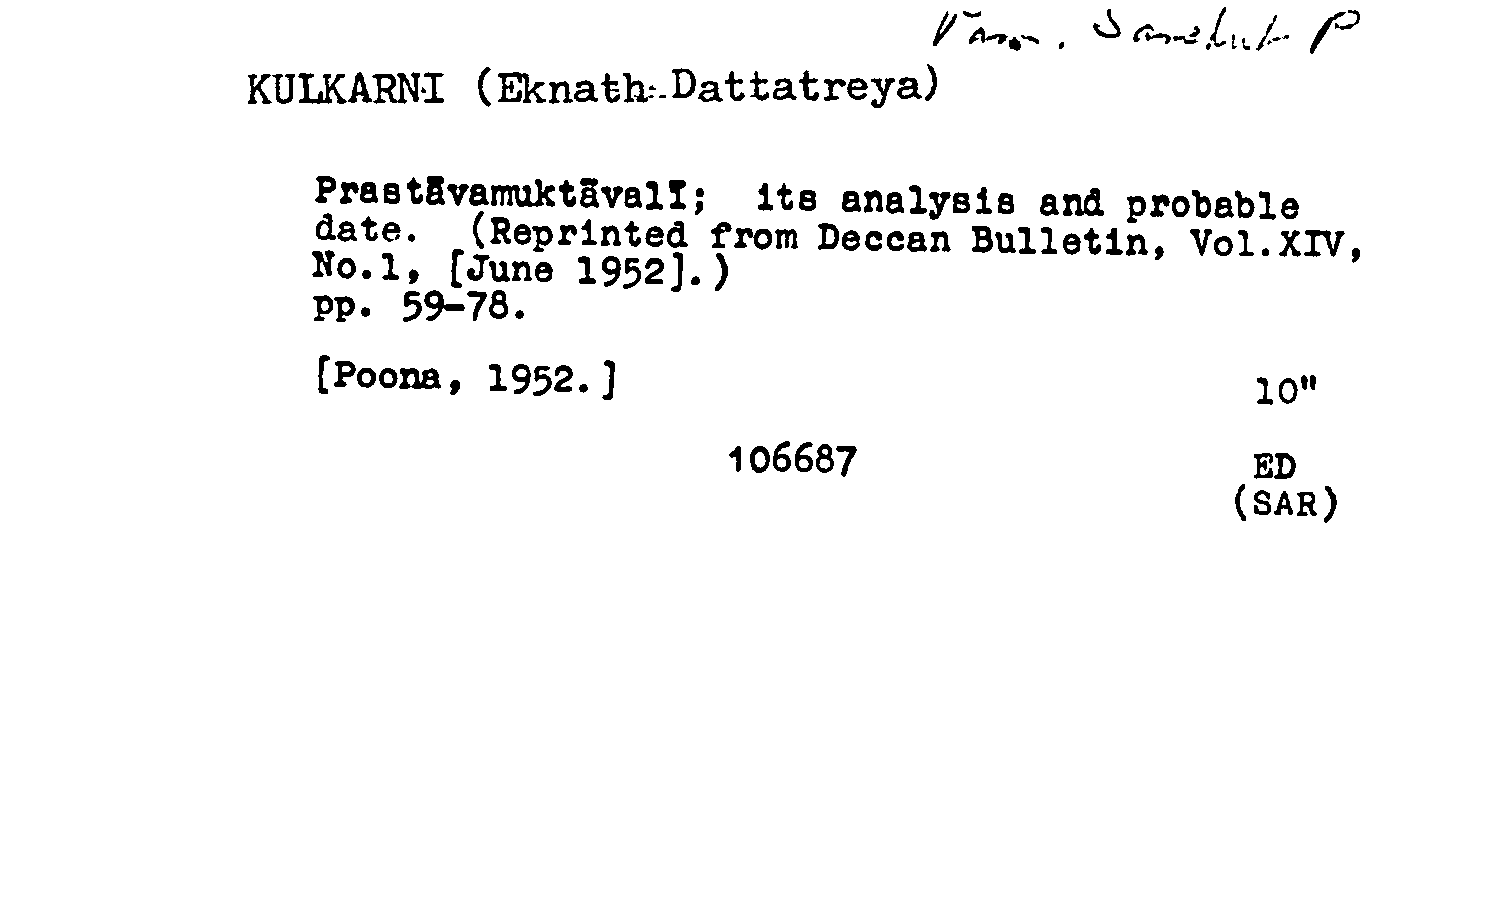 Pam. Sanskrit P
KULKARNI (Eknath Dattatreya)
Prastāvamuktāvalī; its analysis and probable
date. (Reprinted from Deccan Bulletin, Vol.XIV,
No.1, [June 1952].)
pp. 59-78.
[Poona, 1952.]
10"
106687
ED
(SAR)